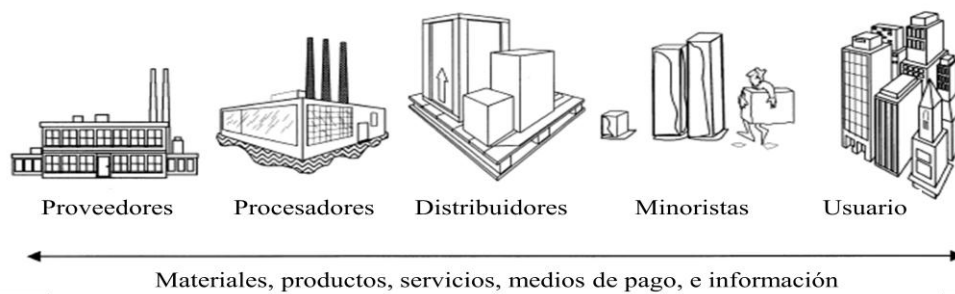 Proveedores Procesadores Distribuidores Minoristas Usuario
Materiales, productos, servicios, medios de pago, e información